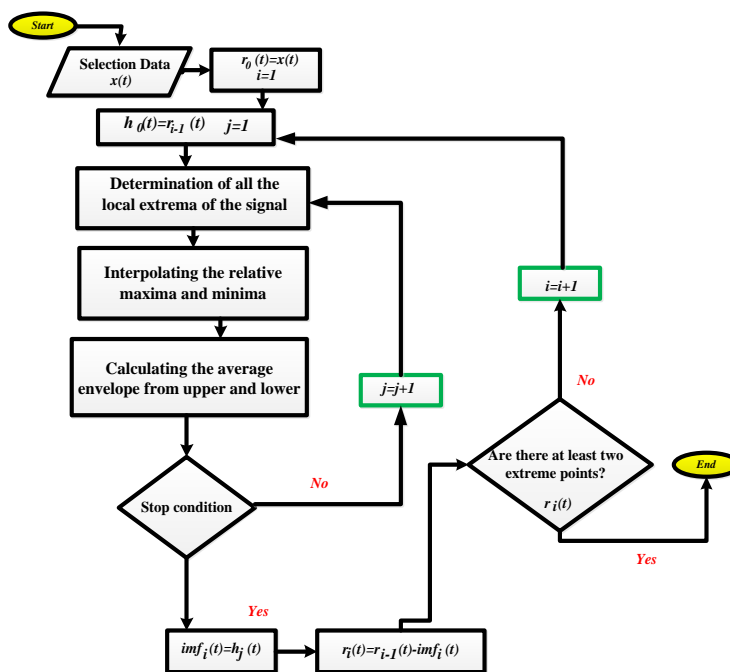 Start
Selection Data
x(t)
r0(t)=x(t)
i=1
h0(t)=ri-1(t) j=1
Determination of all the
local extrema of the signal
Interpolating the relative
maxima and minima
Calculating the average
envelope from upper and lower
Stop condition
No
j=j+1
Yes
imfi(t)=hj(t)
ri(t)=ri-1(t)-imfi(t)
Are there at least two
extreme points?
ri(t)
No
i=i+1
Yes
End